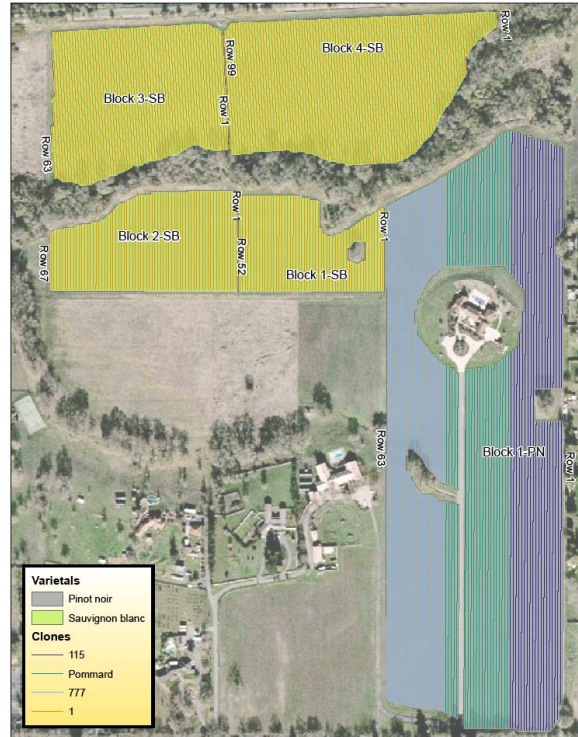 Row 1
Row 99
Block 4-SB
Block 3-SB
Row 1
Row 63
Row 1
Row 1
Block 2-SB
Row 67
Row 52
Block 1-SB
Row 63
Block 1-PN
Row 1
Varietals
Pinot noir
Sauvignon blanc
Clones
115
Pommard
777
1